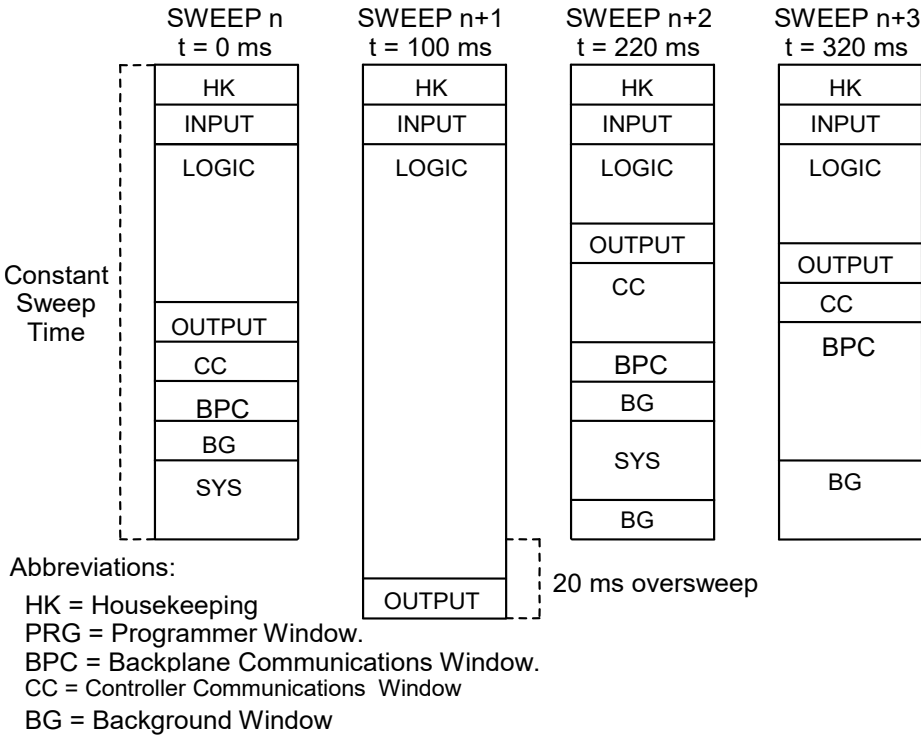 SWEEP n
t = 0 ms
SWEEP n+1
t = 100 ms
SWEEP n+2
t = 220 ms
SWEEP n+3
t = 320 ms
HK
INPUT
LOGIC
OUTPUT
CC
BPC
BG
SYS
HK
INPUT
LOGIC
OUTPUT
HK
INPUT
LOGIC
OUTPUT
CC
BPC
BG
SYS
BG
HK
INPUT
LOGIC
OUTPUT
CC
BPC
BG
Constant
Sweep
Time
20 ms oversweep
Abbreviations:
HK = Housekeeping
PRG = Programmer Window.
BPC = Backplane Communications Window.
CC = Controller Communications Window
BG = Background Window